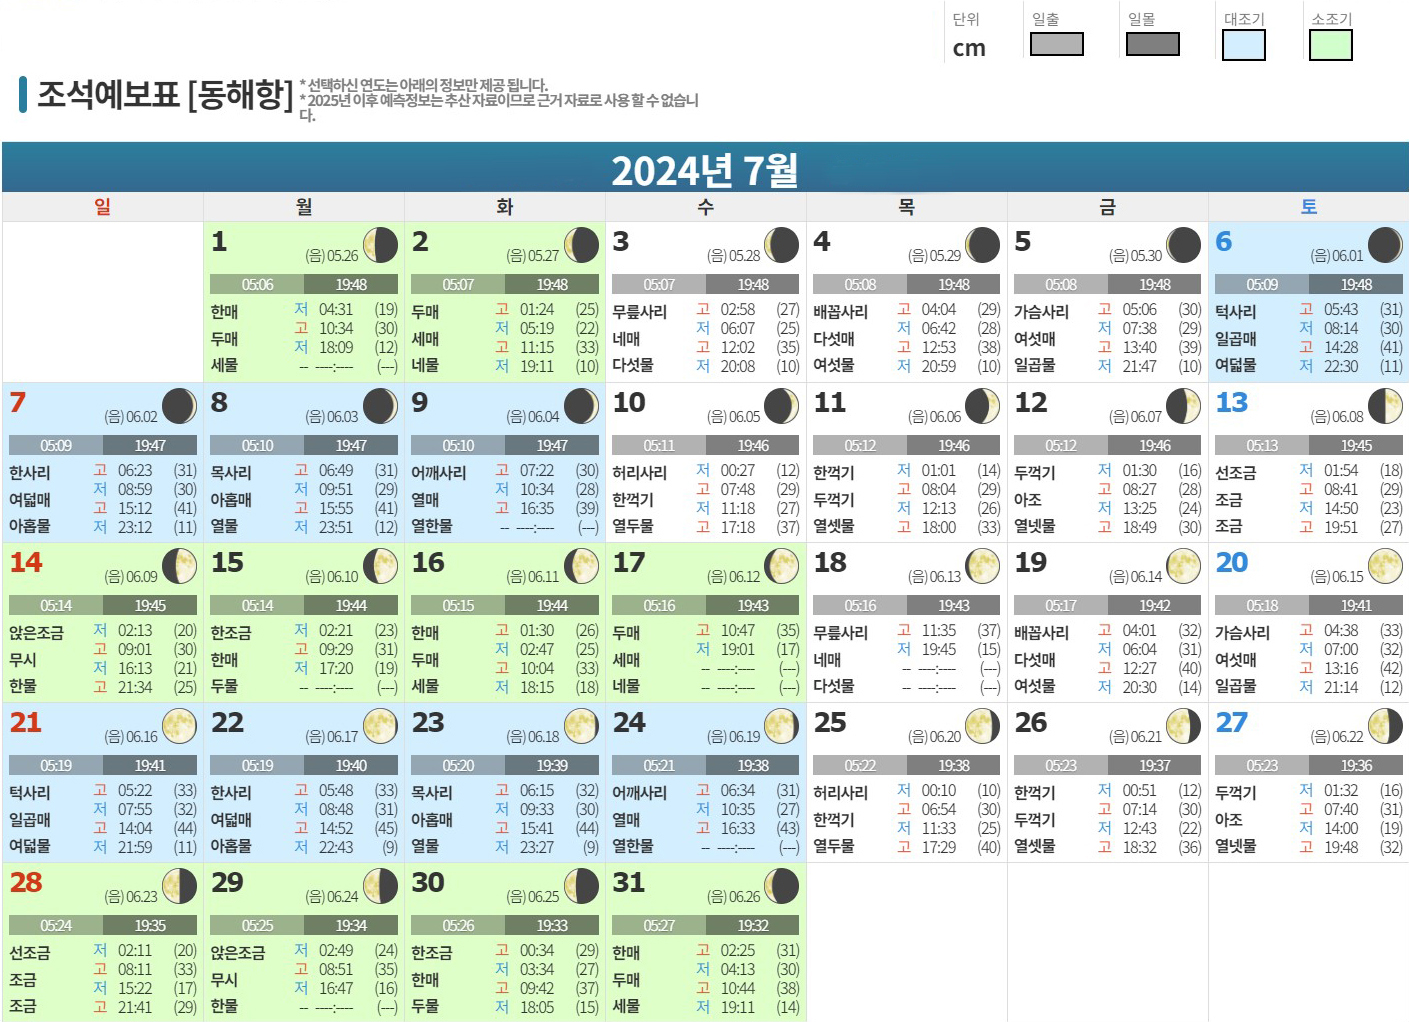 단위 일출 일몰 대조기 소조기
cm
조석예보표 [동해항]
* 선택하신 연도는 아래의 정보만 제공 됩니다.
* 2025년 이후 예측정보는 추산 자료이므로 근거 자료로 사용 할 수 없습니
다.
2024년 7월
일 월 화 수 목 금 토
1 (음) 05.26
05:06 19:48
한매 두매 세물
저 04:31 (19)
고 10:34 (30)
저 18:09 (12)
-- ----:---- (---)
2 (음) 05.27
05:07 19:48
두매 세매 네물
고 01:24 (25)
저 05:19 (22)
고 11:15 (33)
저 19:11 (10)
3 (음) 05.28
05:07 19:48
무릎사리 네매 다섯물
고 02:58 (27)
저 06:07 (25)
고 12:02 (35)
저 20:08 (10)
4 (음) 05.29
05:08 19:48
배꼽사리 다섯매 여섯물
고 04:04 (29)
저 06:42 (28)
고 12:53 (38)
저 20:59 (10)
5 (음) 05.30
05:08 19:48
가슴사리 여섯매 일곱물
고 05:06 (30)
저 07:38 (29)
고 13:40 (39)
저 21:47 (10)
6 (음) 06.01
05:09 19:48
턱사리 일곱매 여덟물
고 05:43 (31)
저 08:14 (30)
고 14:28 (41)
저 22:30 (11)
7 (음) 06.02
05:09 19:47
한사리 여덟매 아홉물
고 06:23 (31)
저 08:59 (30)
고 15:12 (41)
저 23:12 (11)
8 (음) 06.03
05:10 19:47
목사리 아홉매 열물
고 06:49 (31)
저 09:51 (29)
고 15:55 (41)
저 23:51 (12)
9 (음) 06.04
05:10 19:47
어깨사리 열매 열한물
고 07:22 (30)
저 10:34 (28)
고 16:35 (39)
-- ----:---- (---)
10 (음) 06.05
05:11 19:46
허리사리 한꺽기 열두물
저 00:27 (12)
고 07:48 (29)
저 11:18 (27)
고 17:18 (37)
11 (음) 06.06
05:12 19:46
한꺽기 두꺽기 열셋물
저 01:01 (14)
고 08:04 (29)
저 12:13 (26)
고 18:00 (33)
12 (음) 06.07
05:12 19:46
두꺽기 아조 열넷물
저 01:30 (16)
고 08:27 (28)
저 13:25 (24)
고 18:49 (30)
13 (음) 06.08
05:13 19:45
선조금 조금 조금
저 01:54 (18)
고 08:41 (29)
저 14:50 (23)
고 19:51 (27)
14 (음) 06.09
05:14 19:45
앉은조금 무시 한물
저 02:13 (20)
고 09:01 (30)
저 16:13 (21)
고 21:34 (25)
15 (음) 06.10
05:14 19:44
한조금 한매 두물
저 02:21 (23)
고 09:29 (31)
저 17:20 (19)
-- ----:---- (---)
16 (음) 06.11
05:15 19:44
한매 두매 세물
고 01:30 (26)
저 02:47 (25)
고 10:04 (33)
저 18:15 (18)
17 (음) 06.12
05:16 19:43
두매 세매 네물
고 10:47 (35)
저 19:01 (17)
-- ----:---- (---)
-- ----:---- (---)
18 (음) 06.13
05:16 19:43
무릎사리 네매 다섯물
고 11:35 (37)
저 19:45 (15)
-- ----:---- (---)
-- ----:---- (---)
19 (음) 06.14
05:17 19:42
배꼽사리 다섯매 여섯물
고 04:01 (32)
저 06:04 (31)
고 12:27 (40)
저 20:30 (14)
20 (음) 06.15
05:18 19:41
가슴사리 여섯매 일곱물
고 04:38 (33)
저 07:00 (32)
고 13:16 (42)
저 21:14 (12)
21 (음) 06.16
05:19 19:41
턱사리 일곱매 여덟물
고 05:22 (33)
저 07:55 (32)
고 14:04 (44)
저 21:59 (11)
22 (음) 06.17
05:19 19:40
한사리 여덟매 아홉물
고 05:48 (33)
저 08:48 (31)
고 14:52 (45)
저 22:43 (9)
23 (음) 06.18
05:20 19:39
목사리 아홉매 열물
고 06:15 (32)
저 09:33 (30)
고 15:41 (44)
저 23:27 (9)
24 (음) 06.19
05:21 19:38
어깨사리 열매 열한물
고 06:34 (31)
저 10:35 (27)
고 16:33 (43)
-- ----:---- (---)
25 (음) 06.20
05:22 19:38
허리사리 한꺽기 열두물
저 00:10 (10)
고 06:54 (30)
저 11:33 (25)
고 17:29 (40)
26 (음) 06.21
05:23 19:37
한꺽기 두꺽기 열셋물
저 00:51 (12)
고 07:14 (30)
저 12:43 (22)
고 18:32 (36)
27 (음) 06.22
05:23 19:36
두꺽기 아조 열넷물
저 01:32 (16)
고 07:40 (31)
저 14:00 (19)
고 19:48 (32)
28 (음) 06.23
05:24 19:35
선조금 조금 조금
저 02:11 (20)
고 08:11 (33)
저 15:22 (17)
고 21:41 (29)
29 (음) 06.24
05:25 19:34
앉은조금 무시 한물
저 02:49 (24)
고 08:51 (35)
저 16:47 (16)
-- ----:---- (---)
30 (음) 06.25
05:26 19:33
한조금 한매 두물
고 00:34 (29)
저 03:34 (27)
고 09:42 (37)
저 18:05 (15)
31 (음) 06.26
05:27 19:32
한매 두매 세물
고 02:25 (31)
저 04:13 (30)
고 10:44 (38)
저 19:11 (14)